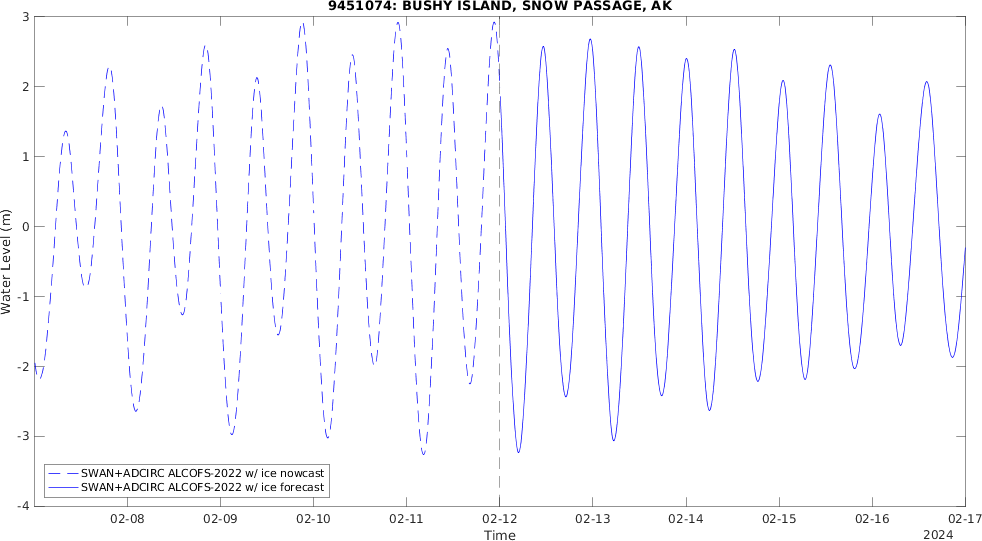 9451074: BUSHY ISLAND, SNOW PASSAGE, AK
3
2
1
0
-1
-2
-3
-4
Water Level (m)
SWAN+ADCIRC ALCOFS-2022 w/ ice nowcast
SWAN+ADCIRC ALCOFS-2022 w/ ice forecast
02-08 02-09 02-10 02-11 02-12 02-13 02-14 02-15 02-16 02-17
Time
2024